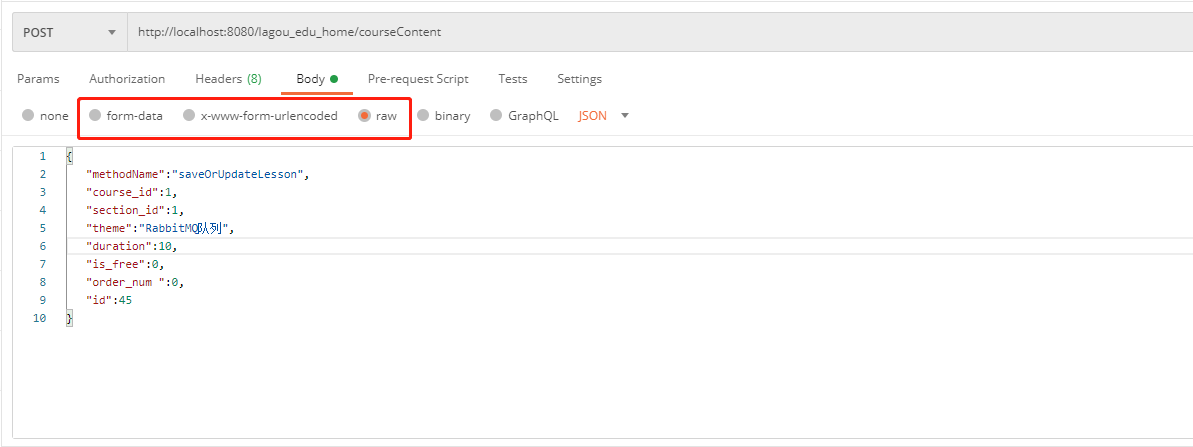 POST http://localhost:8080/lagou_edu_home/courseContent
Params Authorization Headers (8) Body Pre-request Script Tests Settings
none form-data x-www-form-urlencoded raw binary GraphQL JSON
1 {
2 "methodName":"saveOrUpdateLesson",
3 "course_id":1,
4 "section_id":1,
5 "theme":"RabbitMQ队列",
6 "duration":10,
7 "is_free":0,
8 "order_num ":0,
9 "id":45
10 }